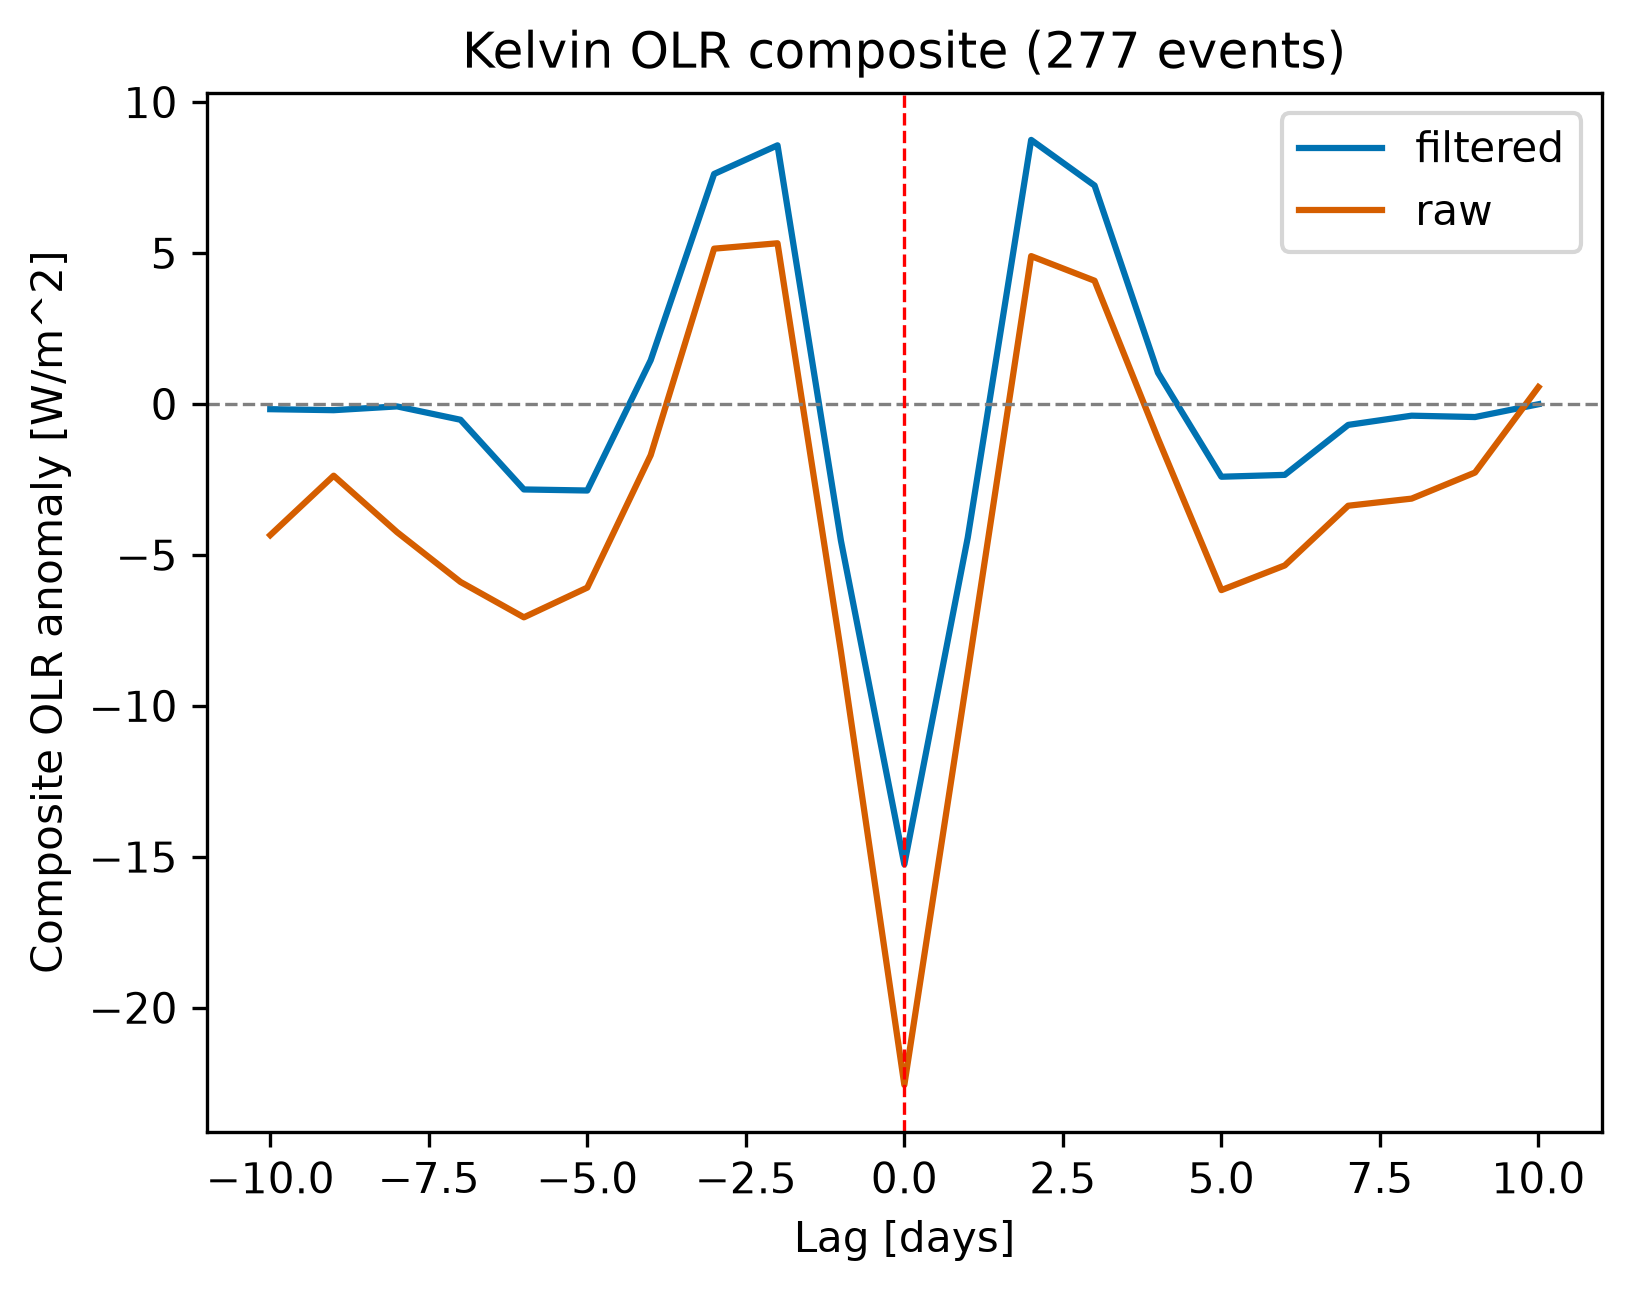 Kelvin OLR composite (277 events)
10
5
0
−5
−10
−15
−20
Composite OLR anomaly [W/m^2]
filtered
raw
−10.0 −7.5 −5.0 −2.5 0.0 2.5 5.0 7.5 10.0
Lag [days]